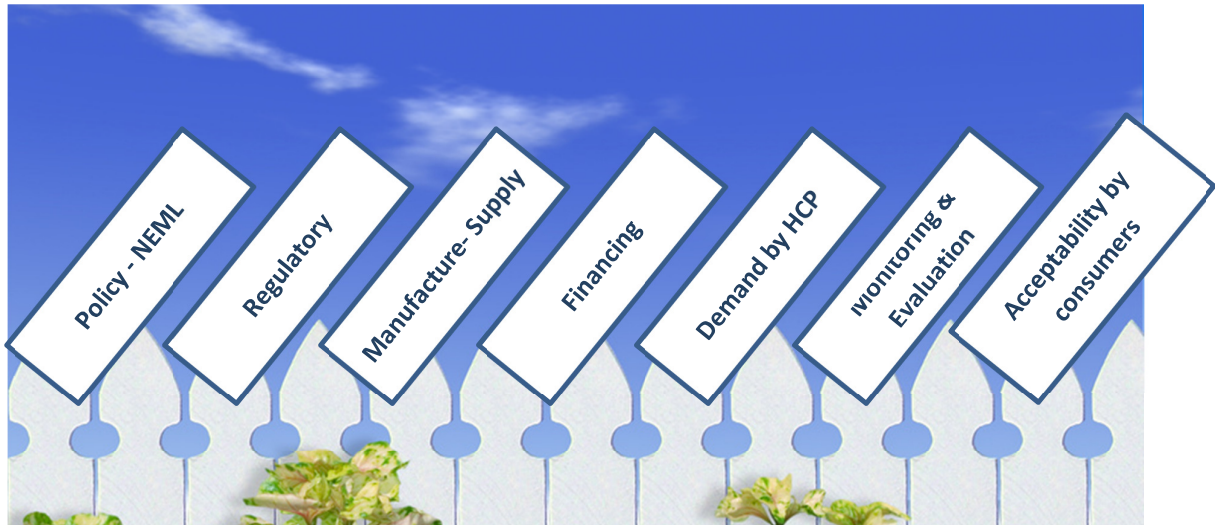 Policy - NEML
Regulatory
Manufacture- Supply
Financing
Demand by HCP
Monitoring &
Evaluation
Acceptability by
consumers